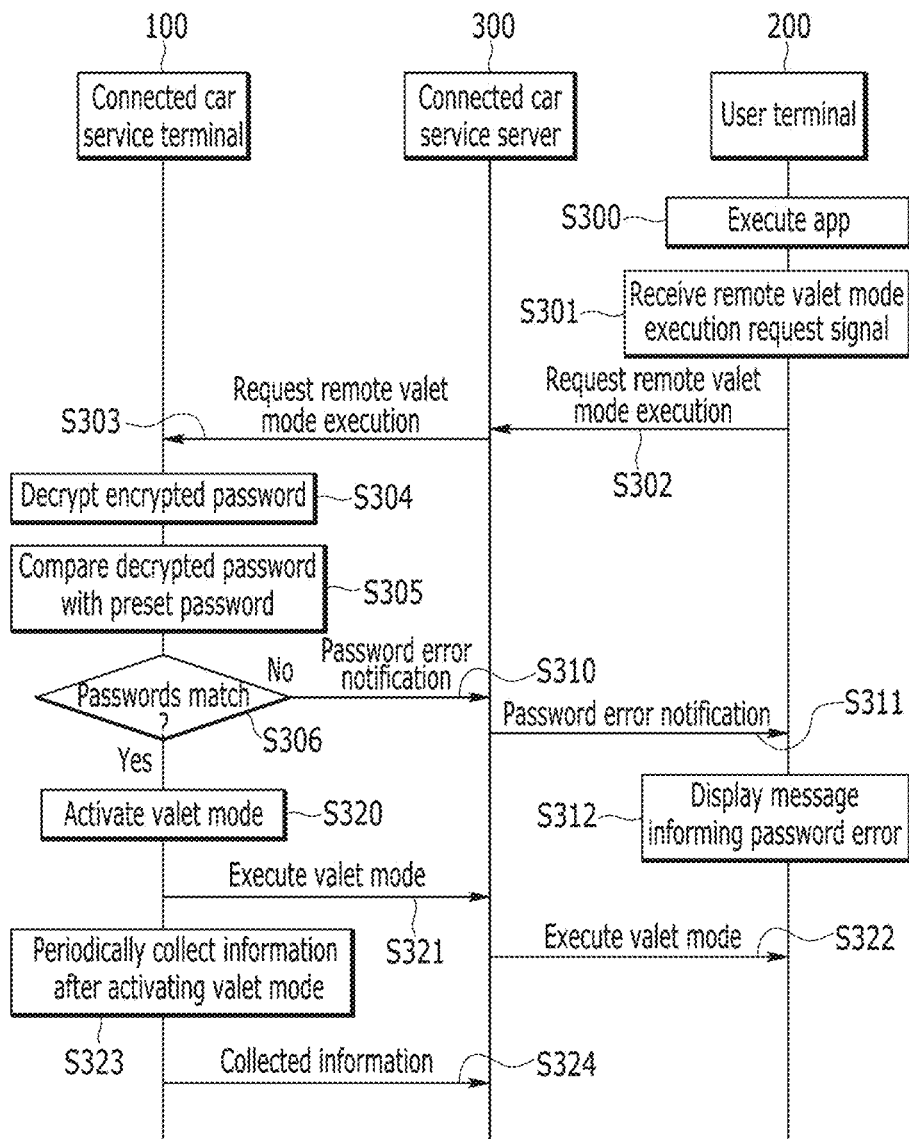 100
300
200
Connected car
service terminal
Connected car
service server
User terminal
S300
Execute app
S301
Receive remote valet mode
execution request signal
Request remote valet
mode execution
S303
Request remote valet
mode execution
S302
Decrypt encrypted password
S304
Compare decrypted password
with preset password
S305
Passwords match
?
S306
No
Yes
Password error
notification
S310
Password error notification
S311
Activate valet mode
S320
S312
Display message
informing password error
Execute valet mode
S321
Execute valet mode
S322
Periodically collect information
after activating valet mode
S323
Collected information
S324